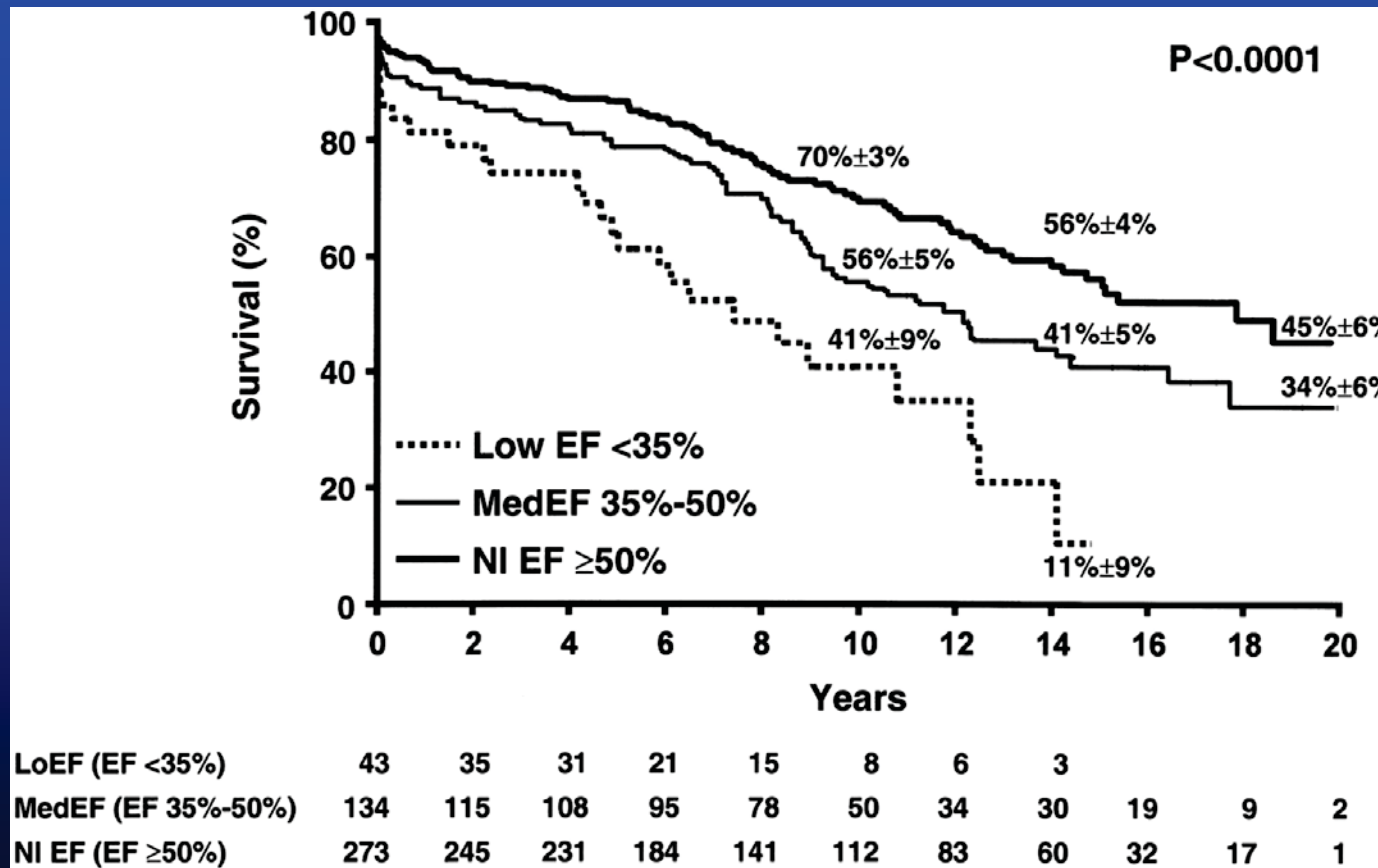 100
P<0.0001
80
70%±3%
56%±4%
60
56%±5%
45%±6%
41%±9%
41%±5%
40
34%±6%
Survival (%)
Low EF <35%
20
MedEF 35%-50%
NI EF ≥50%
11%±9%
0
0 2 4 6 8 10 12 14 16 18 20
Years
LoEF (EF <35%) 43 35 31 21 15 8 6 3
MedEF (EF 35%-50%) 134 115 108 95 78 50 34 30 19 9 2
NI EF (EF ≥50%) 273 245 231 184 141 112 83 60 32 17 1